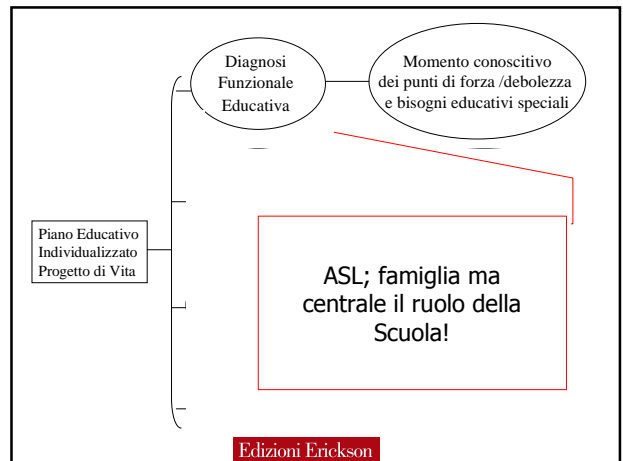 Diagnosi
Funzionale
Educativa
Momento conoscitivo
dei punti di forza /debolezza
e bisogni educativi speciali
Piano Educativo
Individualizzato
Progetto di Vita
ASL; famiglia ma
centrale il ruolo della
Scuola!
Edizioni Erickson